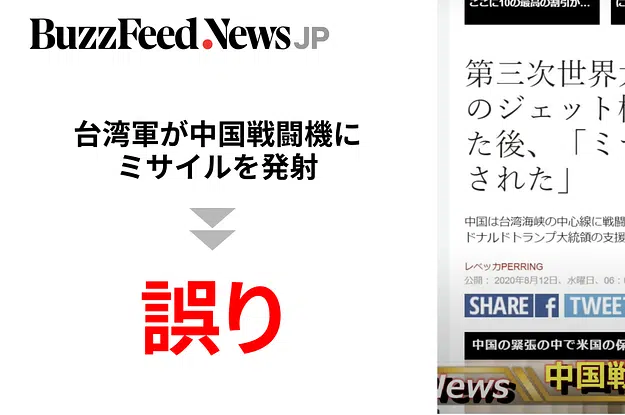 BuzzFeed.News JP
台湾軍が中国戦闘機に
ミサイルを発射
誤り
ここに10の最高の割引が…
第三次世界
のジェット
た後、「ミ
された」
中国は台湾海峡の中心線に戦闘
ドナルドトランプ大統領の支援
レベッカPERRING
公開: 2020年8月12日、水曜日、06:
SHARE f TWEE
中国の緊張の中で米国の保
News
中国戦